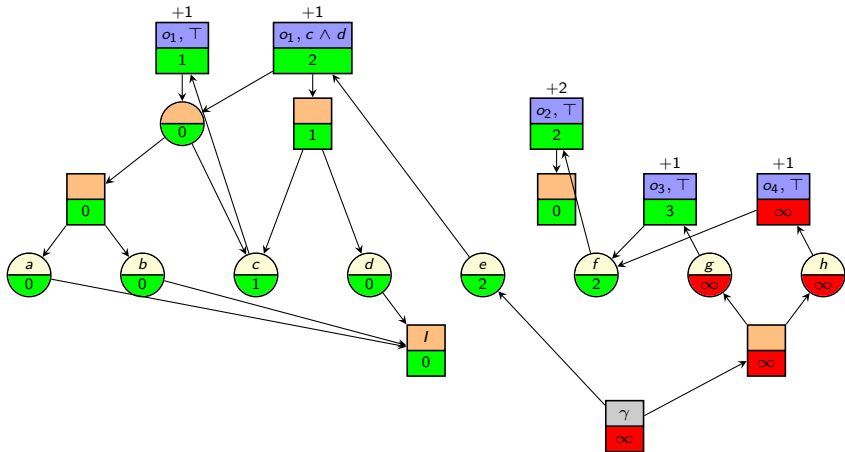 +1
+1
o₁, ⊤
o₁, c ∧ d
1
2
+2
o₂, ⊤
0
1
2
+1
+1
o₃, ⊤
o₄, ⊤
0
0
3
∞
a
b
c
d
e
f
g
h
0
0
1
0
2
2
∞
∞
I
0
∞
γ
∞